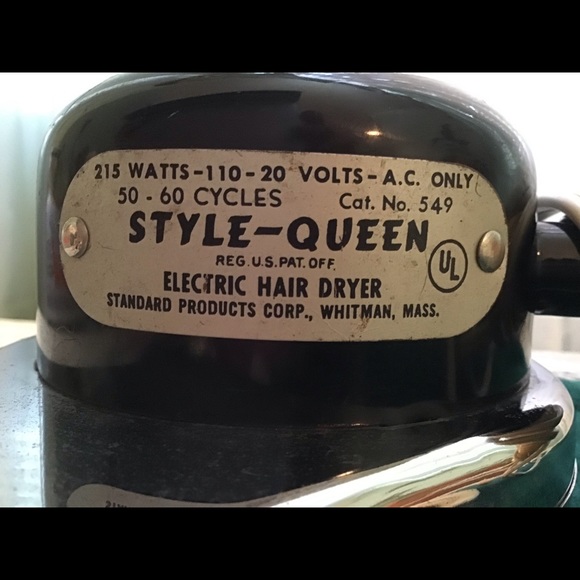 215 WATTS-110-20 VOLTS-A.C. ONLY
50 - 60 CYCLES Cat. No. 549
STYLE-QUEEN
REG. U.S. PAT. OFF.
UL
ELECTRIC HAIR DRYER
STANDARD PRODUCTS CORP., WHITMAN, MASS.